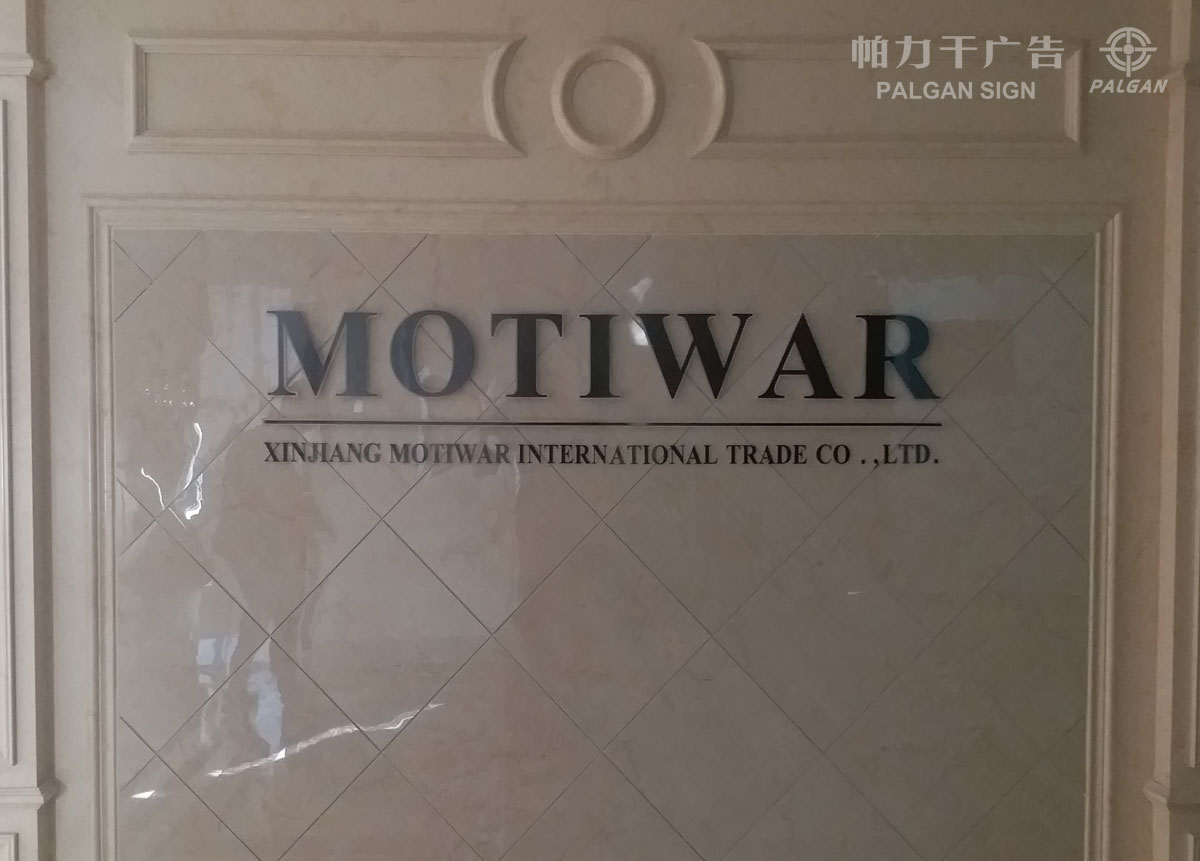 帕力干广告
PALGAN SIGN
PALGAN
MOTIWAR
XINJIANG MOTIWAR INTERNATIONAL TRADE CO .,LTD.